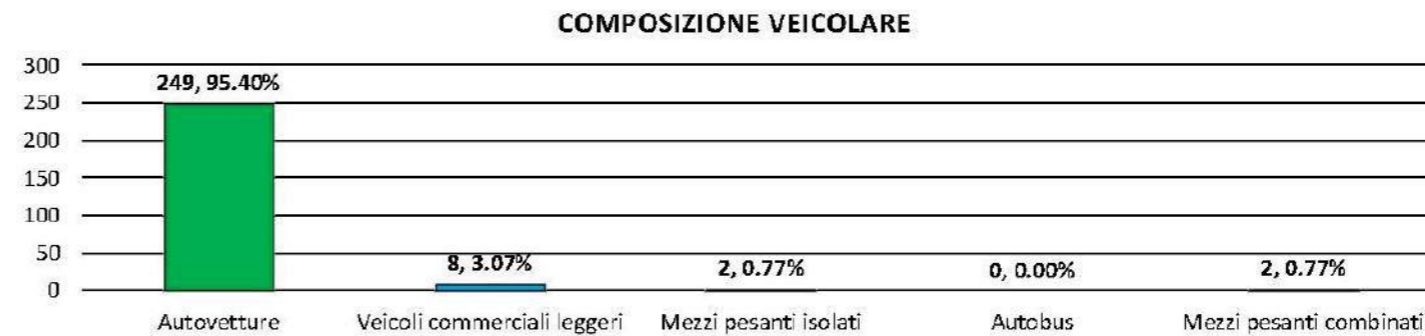 COMPOSIZIONE VEICOLARE
300
249, 95.40%
250
200
150
100
50
8, 3.07% 2, 0.77% 0, 0.00% 2, 0.77%
0
Autovetture Veicoli commerciali leggeri Mezzi pesanti isolati Autobus Mezzi pesanti combinati